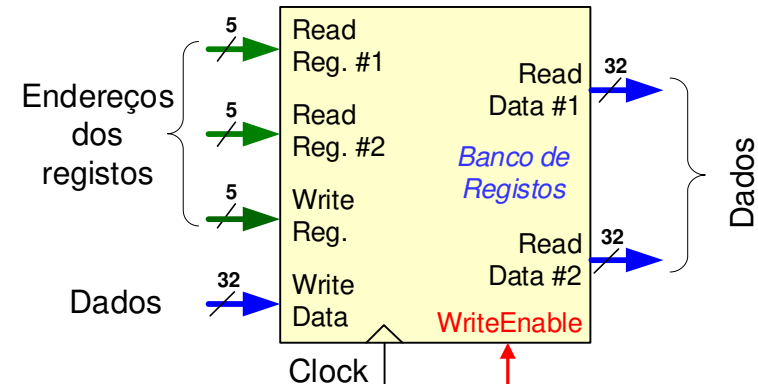 Endereços
dos
registos
Dados
5
5
5
32
Read
Reg. #1
Read
Reg. #2
Write
Reg.
Write
Data
Read
Data #1
Banco de
Registos
Read
Data #2
WriteEnable
Clock
32
32
Dados